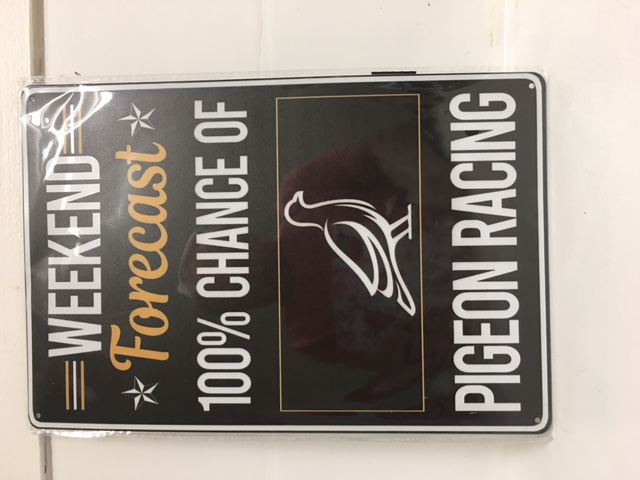 WEEKEND
Forecast
100% CHANCE OF
PIGEON RACING